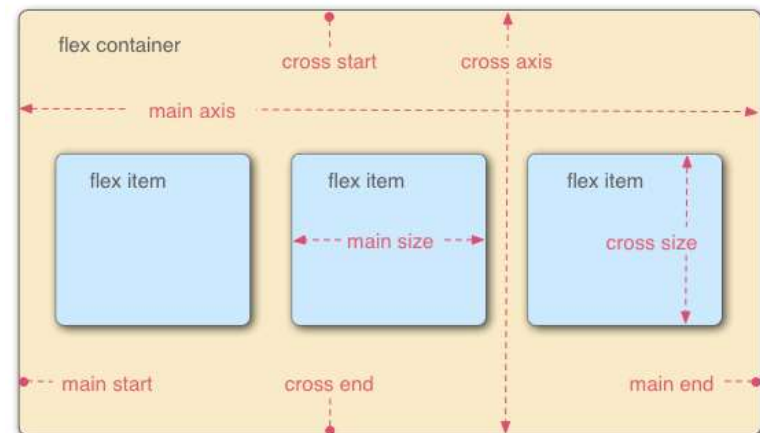 flex container
cross start
cross axis
main axis
flex item
flex item
flex item
main size
cross size
main start
cross end
main end